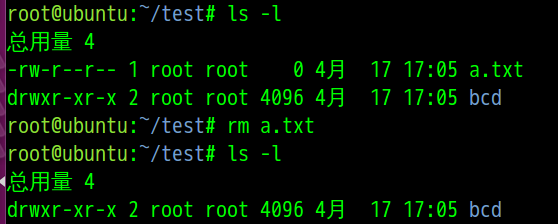 root@ubuntu:~/test# ls -l
总用量 4
-rw-r--r-- 1 root root    0 4月  17 17:05 a.txt
drwxr-xr-x 2 root root 4096 4月  17 17:05 bcd
root@ubuntu:~/test# rm a.txt
root@ubuntu:~/test# ls -l
总用量 4
drwxr-xr-x 2 root root 4096 4月  17 17:05 bcd